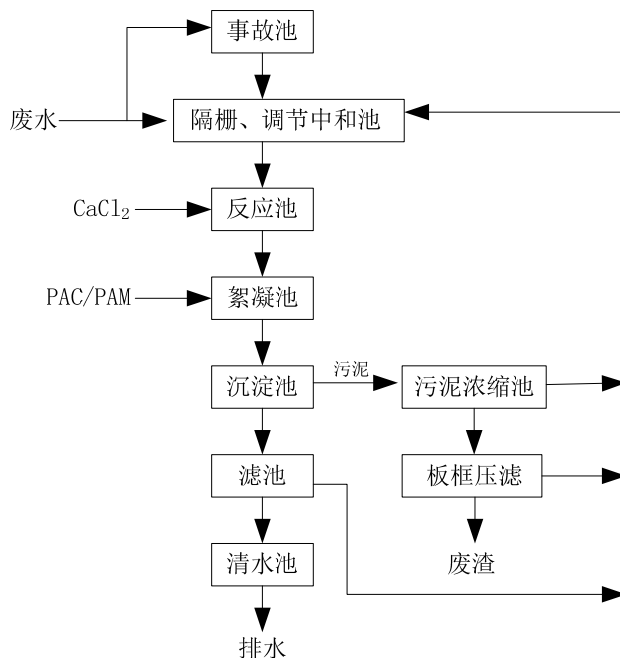 事故池
废水
隔栅、调节中和池
CaCl₂
反应池
PAC/PAM
絮凝池
沉淀池
污泥
污泥浓缩池
滤池
板框压滤
清水池
废渣
排水